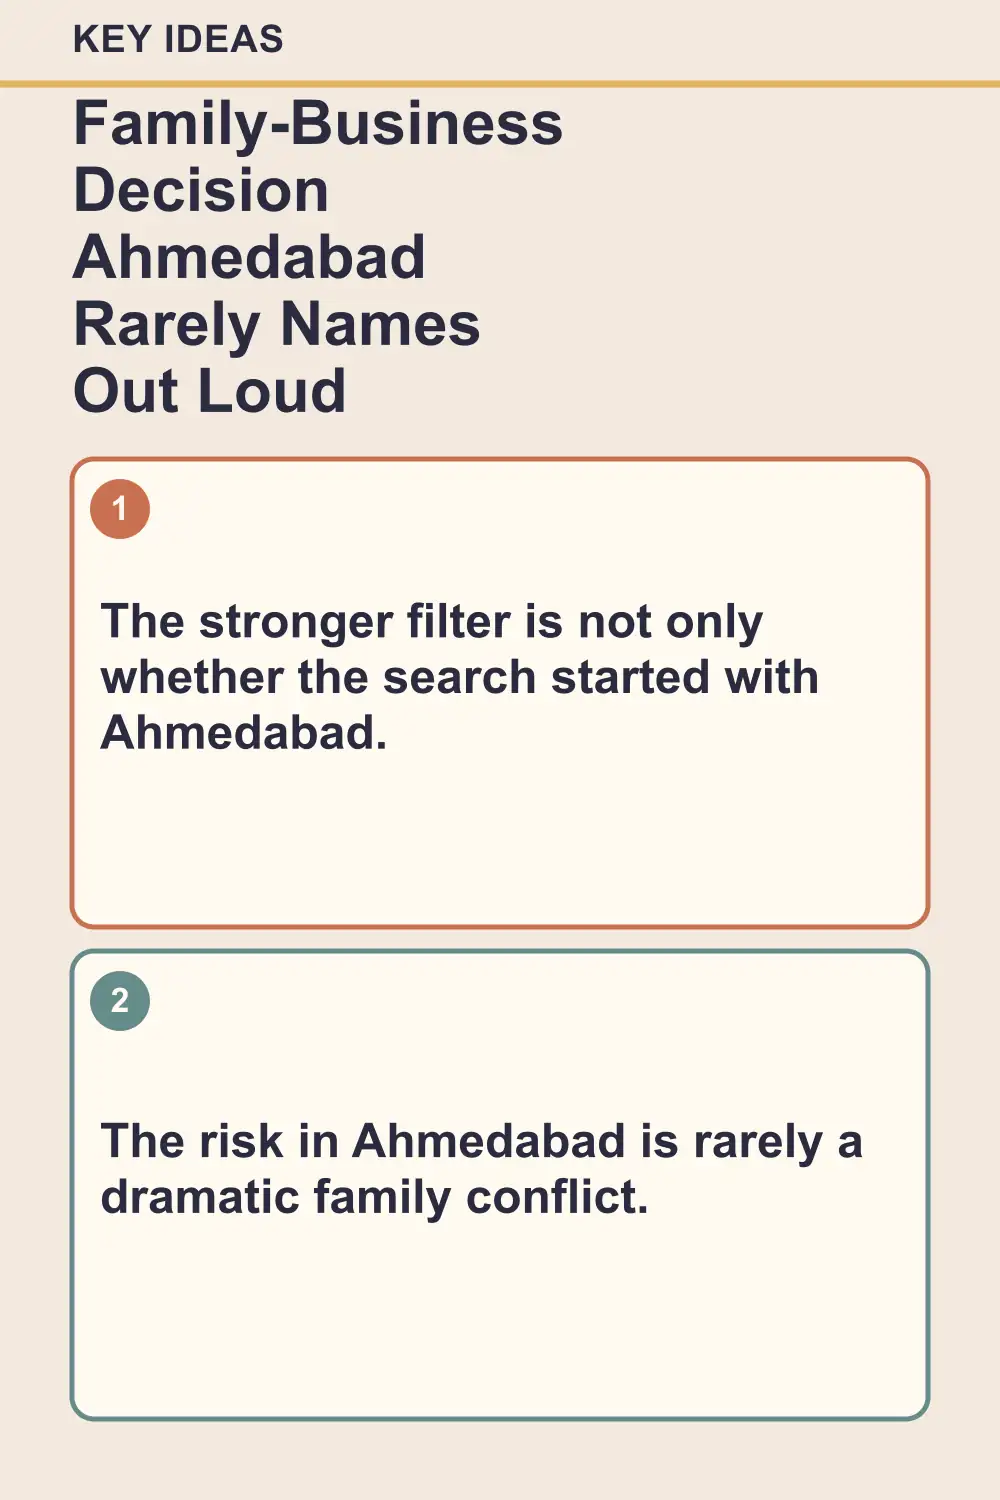 KEY IDEAS
Family-Business
Decision
Ahmedabad
Rarely Names
Out Loud
1
The stronger filter is not only
whether the search started with
Ahmedabad.
2
The risk in Ahmedabad is rarely a
dramatic family conflict.